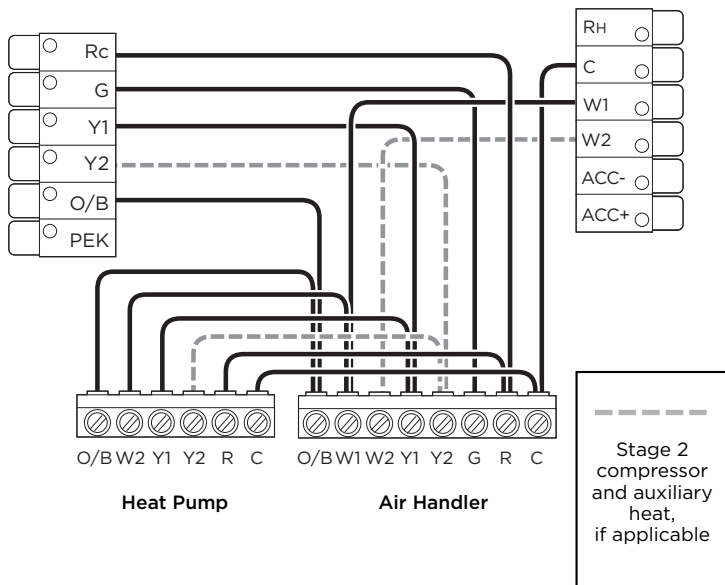 Rc
G
Y1
Y2
O/B
PEK
RH
C
W1
W2
ACC-
ACC+
O/B W2 Y1 Y2 R C
Heat Pump
O/B W1 W2 Y1 Y2 G R C
Air Handler
Stage 2
compressor
and auxiliary
heat,
if applicable